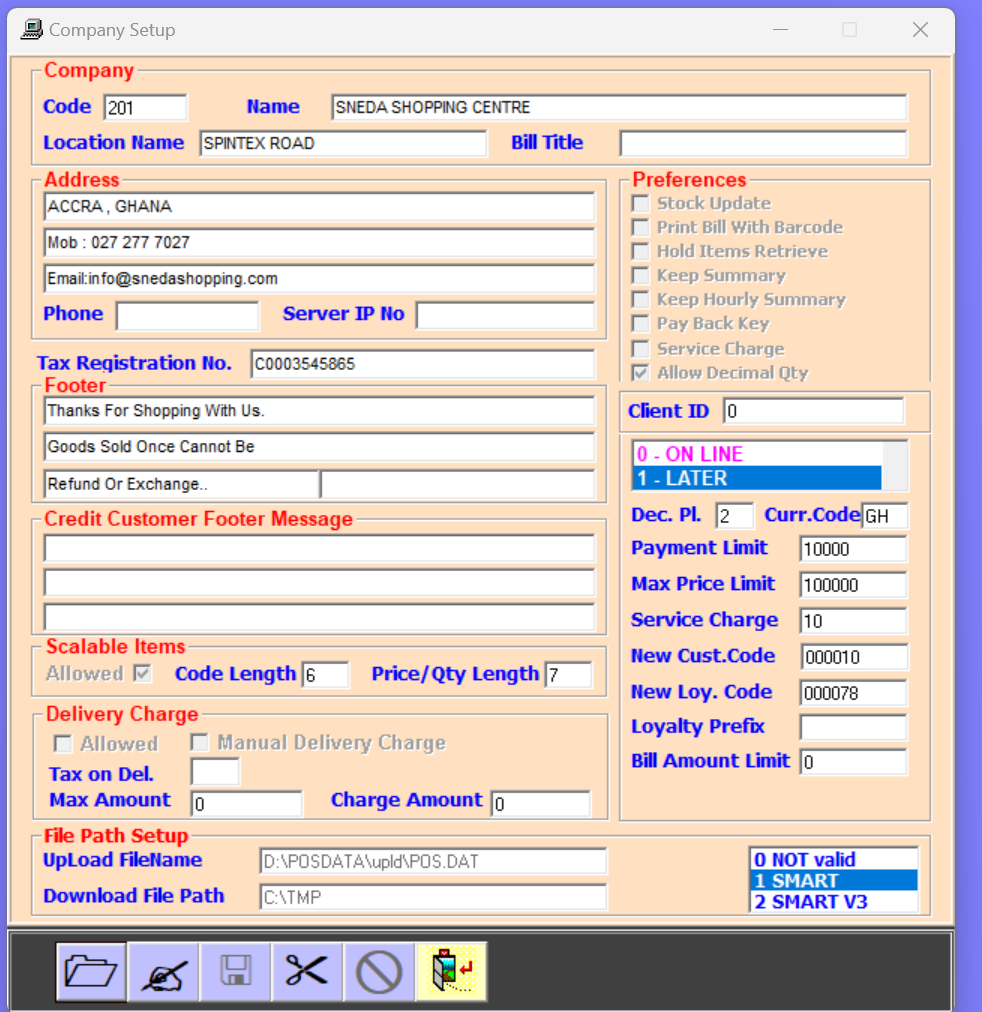 Company Setup
Company
Code 201 Name SNEDA SHOPPING CENTRE
Location Name SPINTEX ROAD Bill Title
Address
ACCRA , GHANA
Mob : 027 277 7027
Email:info@snedashopping.com
Phone Server IP No
Tax Registration No. C0003545865
Footer
Thanks For Shopping With Us.
Goods Sold Once Cannot Be
Refund Or Exchange..
Credit Customer Footer Message
Scalable Items
Allowed Code Length 6 Price/Qty Length 7
Delivery Charge
Allowed Manual Delivery Charge
Tax on Del.
Max Amount 0 Charge Amount 0
Preferences
Stock Update
Print Bill With Barcode
Hold Items Retrieve
Keep Summary
Keep Hourly Summary
Pay Back Key
Service Charge
Allow Decimal Qty
Client ID 0
0 - ON LINE
1 - LATER
Dec. Pl. 2 Curr.Code GH
Payment Limit 10000
Max Price Limit 100000
Service Charge 10
New Cust.Code 000010
New Loy. Code 000078
Loyalty Prefix
Bill Amount Limit 0
File Path Setup
UpLoad FileName D:\POSDATA\upld\POS.DAT
Download File Path C:\TMP
0 NOT valid
1 SMART
2 SMART V3